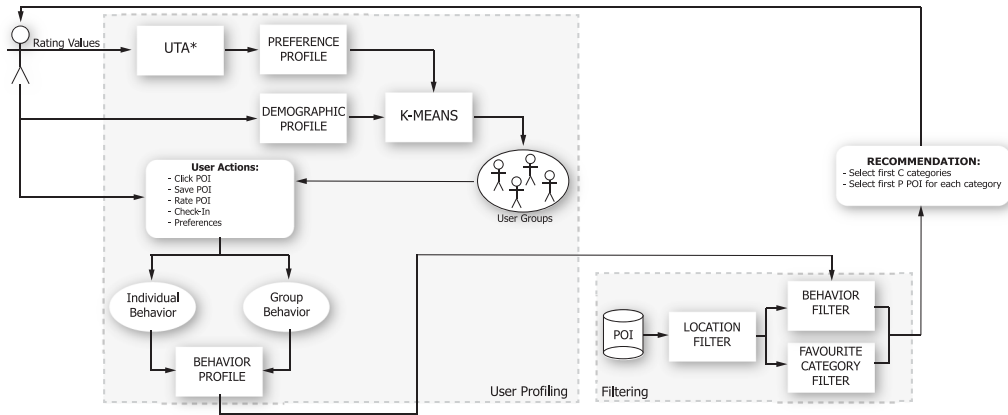 Rating Values
UTA*
PREFERENCE
PROFILE
DEMOGRAPHIC
PROFILE
K-MEANS
User Actions:
- Click POI
- Save POI
- Rate POI
- Check-In
- Preferences
User Groups
Individual
Behavior
Group
Behavior
BEHAVIOR
PROFILE
User Profiling
RECOMMENDATION:
- Select first C categories
- Select first P POI for each category
POI
LOCATION
FILTER
BEHAVIOR
FILTER
FAVOURITE
CATEGORY
FILTER
Filtering